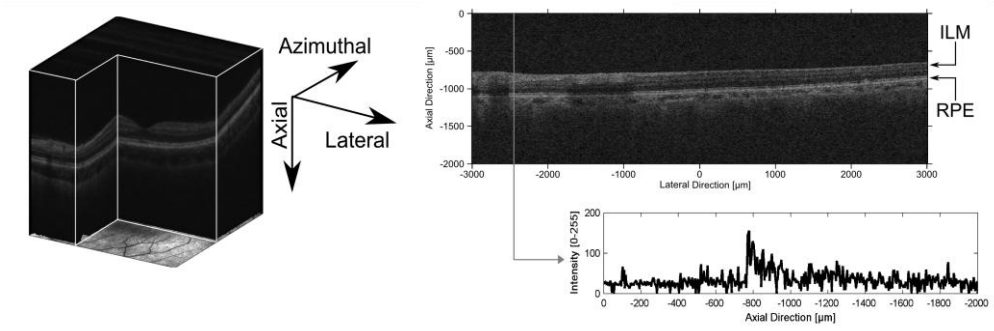 Azimuthal
Axial
Lateral
0
-500
-1000
-1500
-2000
Axial Direction [µm]
-3000 -2000 -1000 0 1000 2000 3000
Lateral Direction [µm]
ILM
RPE
200
100
0
Intensity [0-255]
0 -200 -400 -600 -800 -1000 -1200 -1400 -1600 -1800 -2000
Axial Direction [µm]